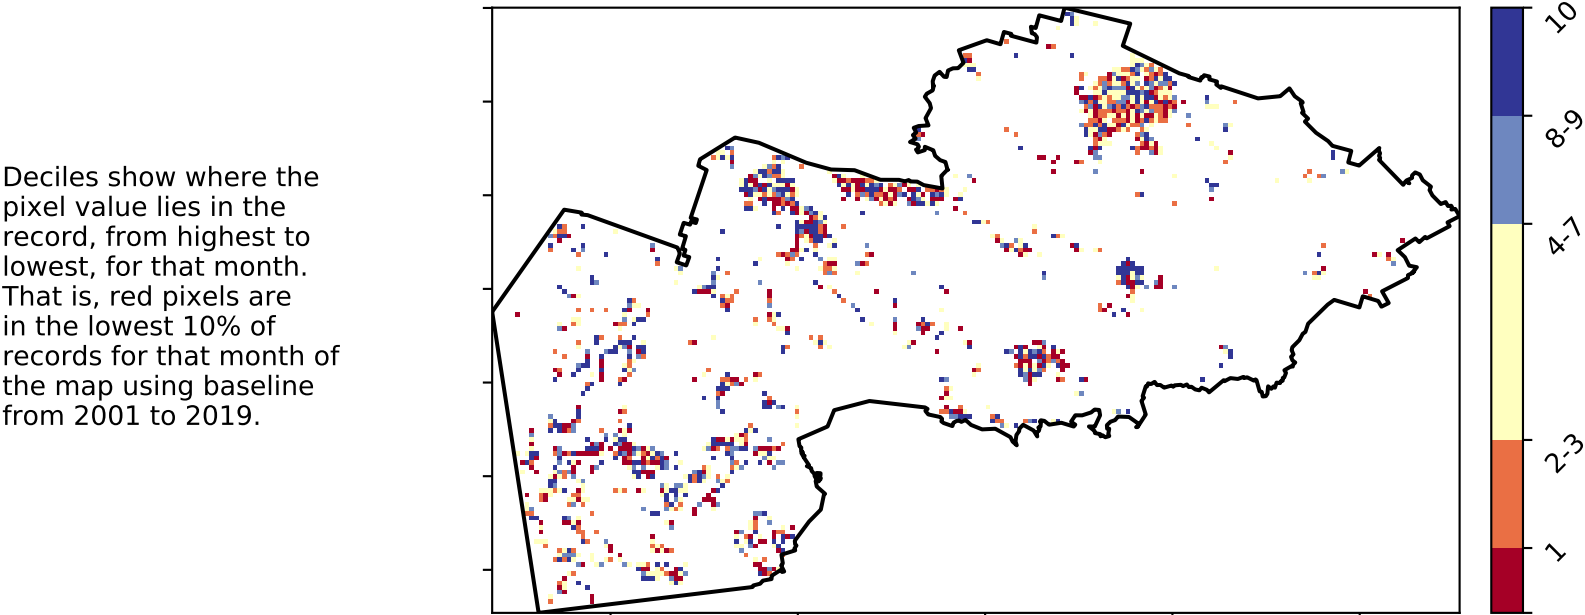 Deciles show where the
pixel value lies in the
record, from highest to
lowest, for that month.
That is, red pixels are
in the lowest 10% of
records for that month of
the map using baseline
from 2001 to 2019.
10
8-9
4-7
2-3
1